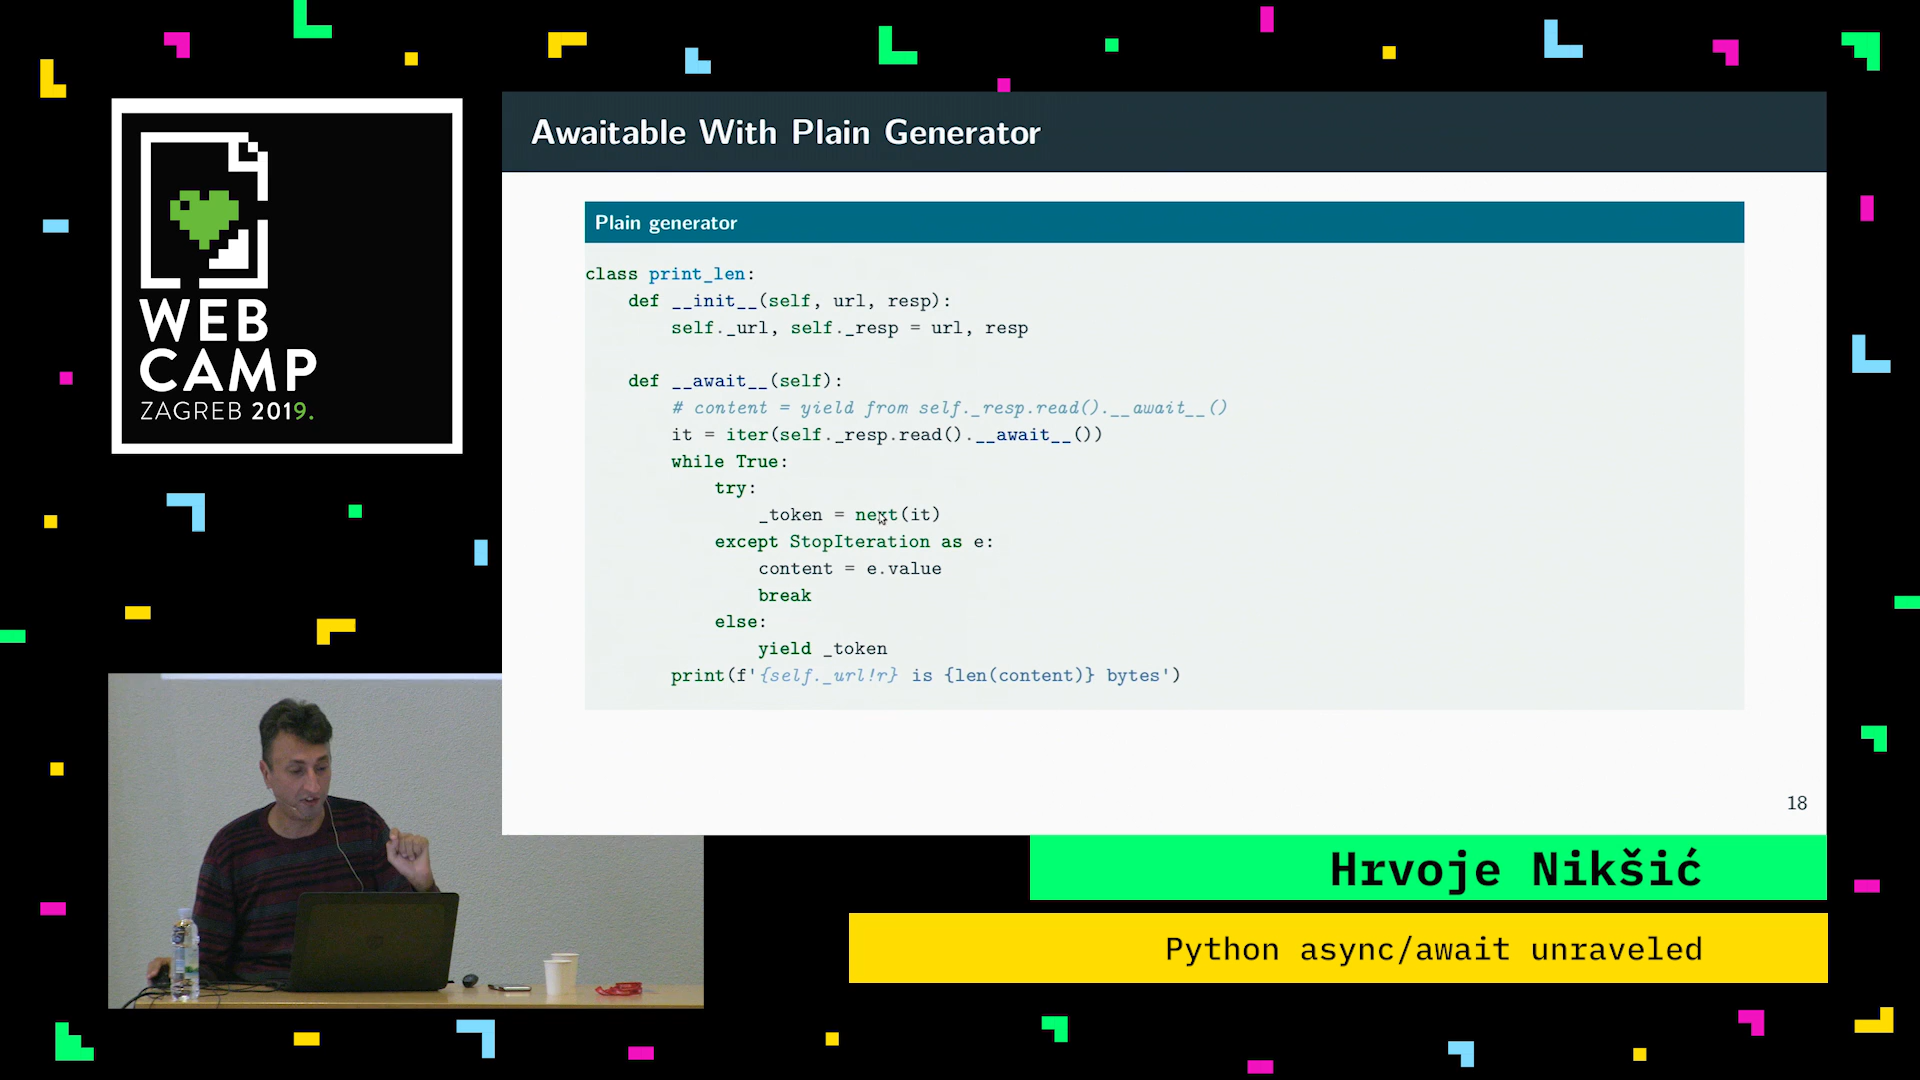 WEB
CAMP
ZAGREB 2019.
Awaitable With Plain Generator
Plain generator
class print_len:
    def __init__(self, url, resp):
        self._url, self._resp = url, resp
    def __await__(self):
        # content = yield from self._resp.read().__await__()
        it = iter(self._resp.read().__await__())
        while True:
            try:
                _token = next(it)
            except StopIteration as e:
                content = e.value
                break
            else:
                yield _token
        print(f'{self._url!r} is {len(content)} bytes')
18
Hrvoje Nikšić
Python async/await unraveled